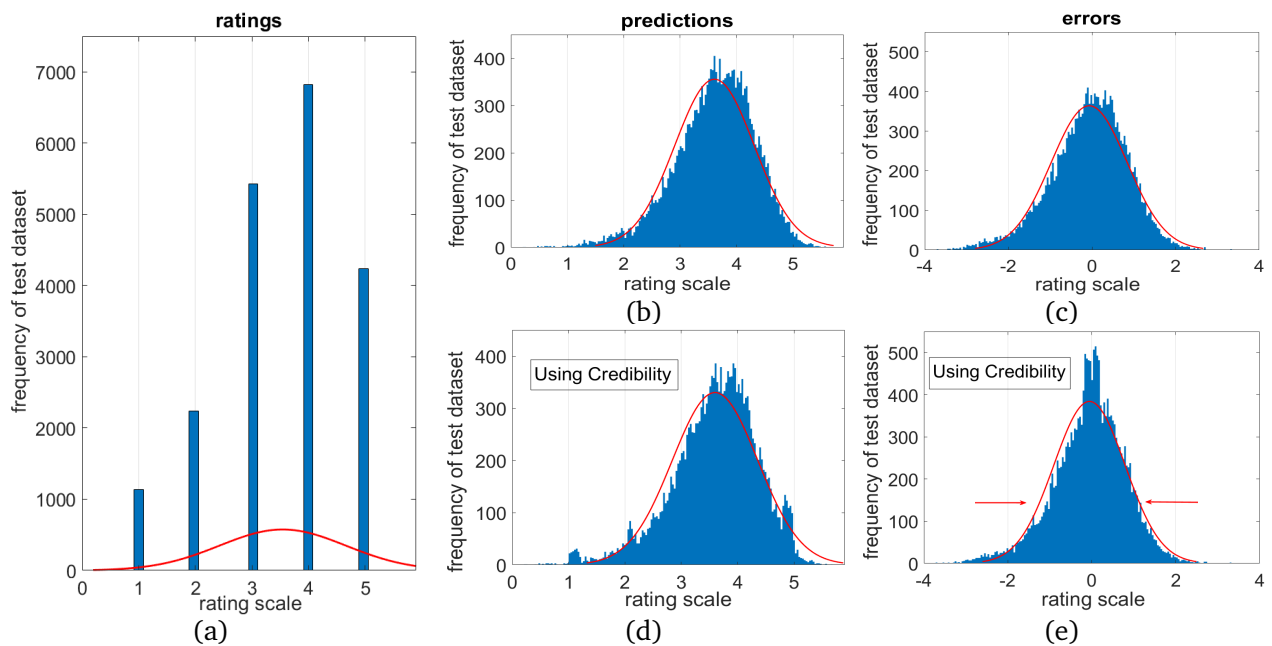 ratings
frequency of test dataset
7000
6000
5000
4000
3000
2000
1000
0
0 1 2 3 4 5
rating scale
(a)
predictions
frequency of test dataset
400
300
200
100
0
0 1 2 3 4 5
rating scale
(b)
errors
frequency of test dataset
500
400
300
200
100
0
-4 -2 0 2 4
rating scale
(c)
Using Credibility
frequency of test dataset
400
300
200
100
0
0 1 2 3 4 5
rating scale
(d)
Using Credibility
frequency of test dataset
500
400
300
200
100
0
-4 -2 0 2 4
rating scale
(e)